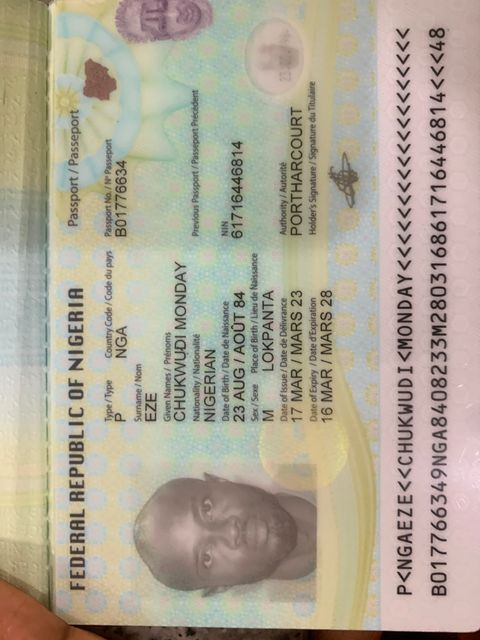 FEDERAL REPUBLIC OF NIGERIA
Passport / Passeport
Type / Type Country Code / Code du pays Passport No. / Nº Passeport
P NGA B01776634
Surname / Nom
EZE
Given Names / Prénoms
CHUKWUDI MONDAY
Nationality / Nationalité Previous Passport / Passeport Précédent
NIGERIAN
Date of Birth / Date de Naissance NIN
23 AUG / AOÛT 84 61716446814
Sex / Sexe Place of Birth / Lieu de Naissance
M LOKPANTA
Date of Issue / Date de Délivrance Authority / Autorité
17 MAR / MARS 23 PORTHARCOURT
Date of Expiry / Date d'Expiration Holder's Signature / Signature du Titulaire
16 MAR / MARS 28
P<NGAEZE<<CHUKWUDI<MONDAY<<<<<<<<<<<<<<<<<<<
B017766349NGA8408233M280316861716446814<<<48